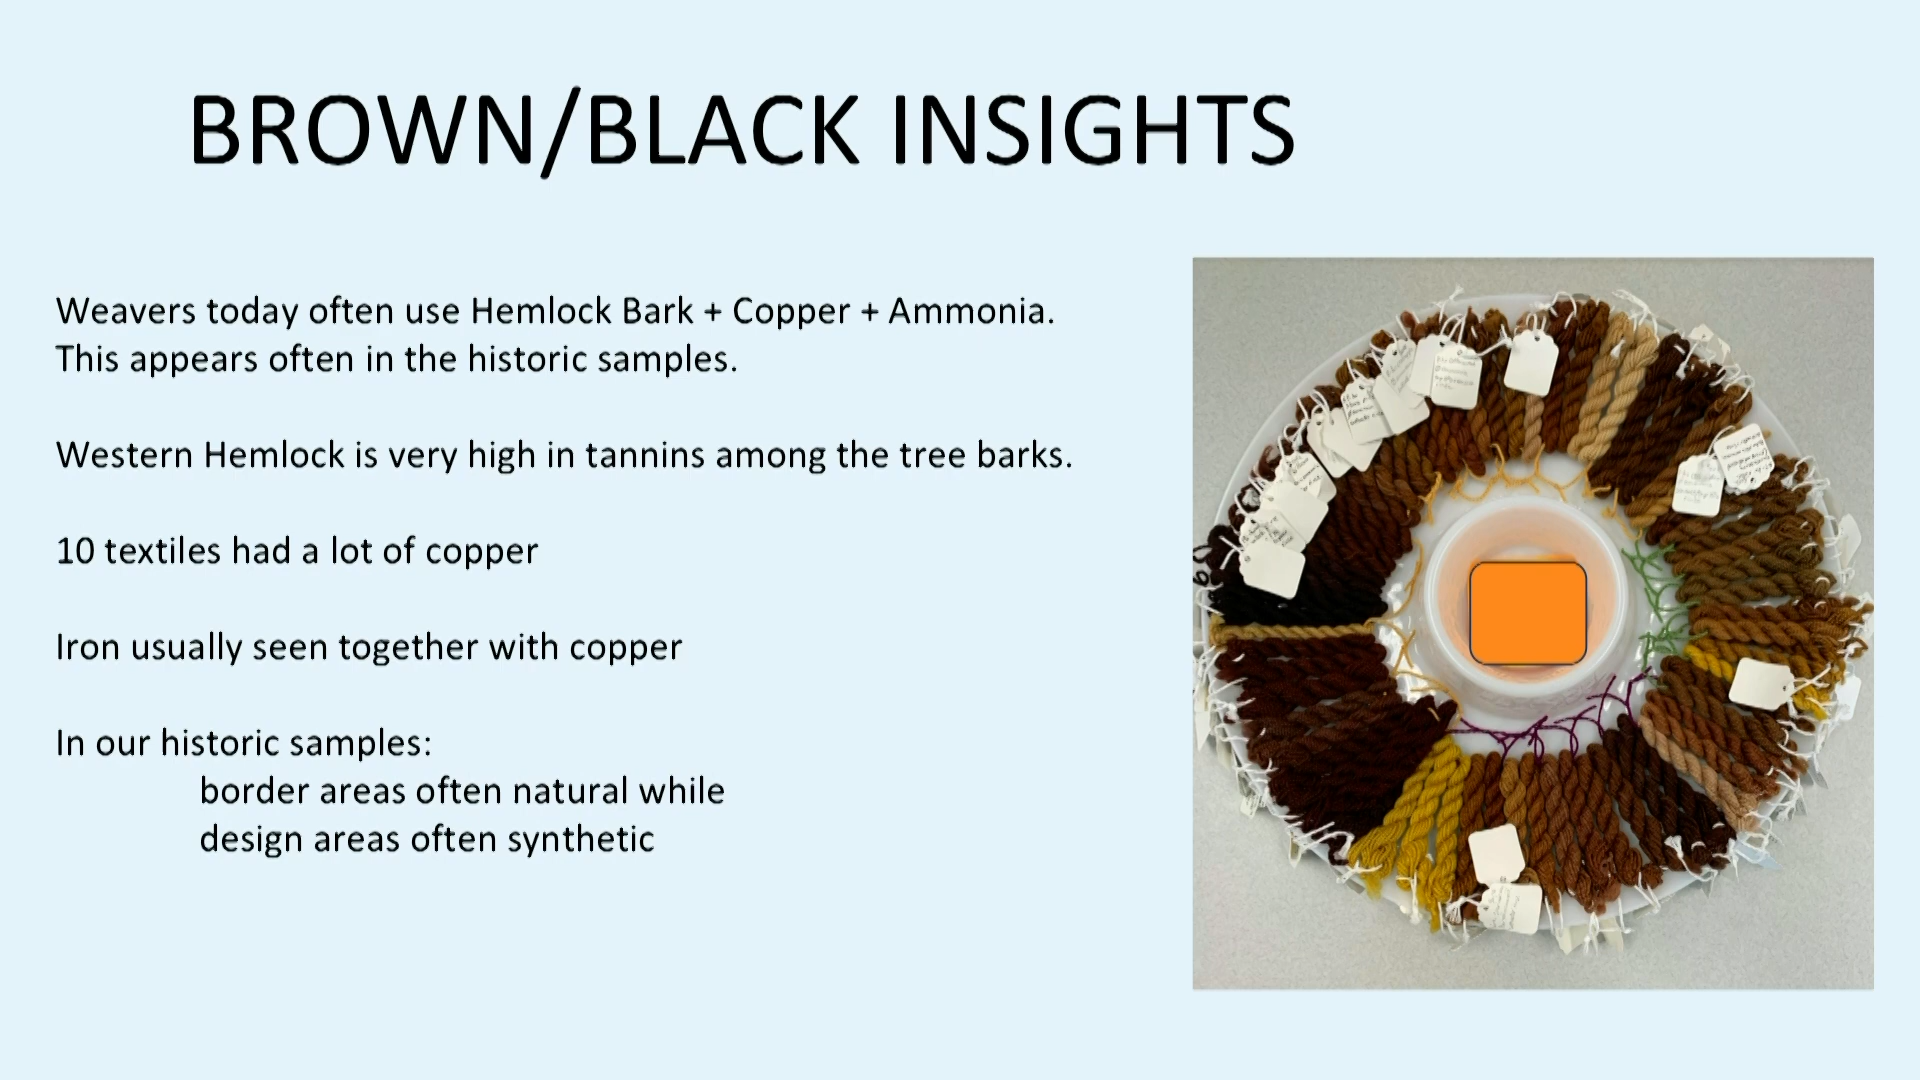 BROWN/BLACK INSIGHTS
Weavers today often use Hemlock Bark + Copper + Ammonia.
This appears often in the historic samples.
Western Hemlock is very high in tannins among the tree barks.
10 textiles had a lot of copper
Iron usually seen together with copper
In our historic samples:
border areas often natural while
design areas often synthetic